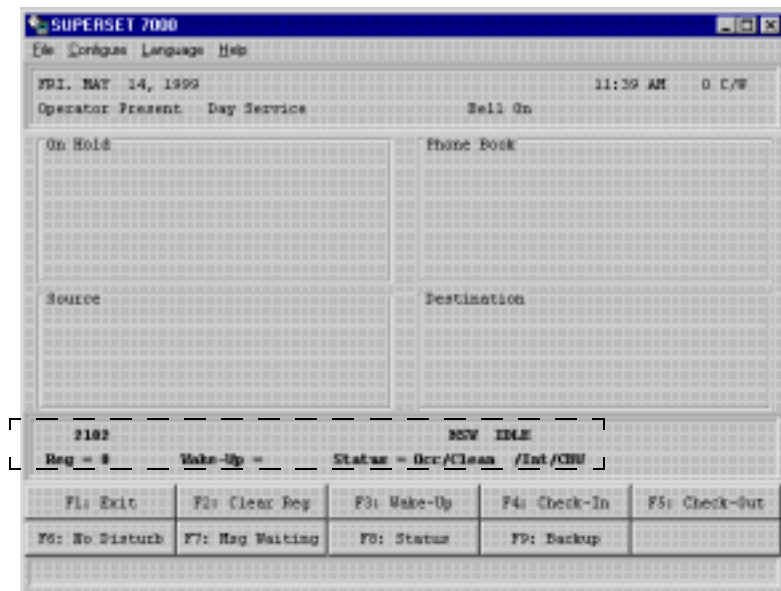 SUPERSET 7000
File Configure Language Help
FRI. MAY 14, 1999 11:39 AM 0 C/W
Operator Present Day Service Bell On
On Hold Phone Book
Source Destination
2102 MSW IDLE
Reg = 0 Wake-Up = Status = Occ/Clean /Int/CBU
F1: Exit F2: Clear Reg F3: Wake-Up F4: Check-In F5: Check-Out
F6: No Disturb F7: Msg Waiting F8: Status F9: Backup